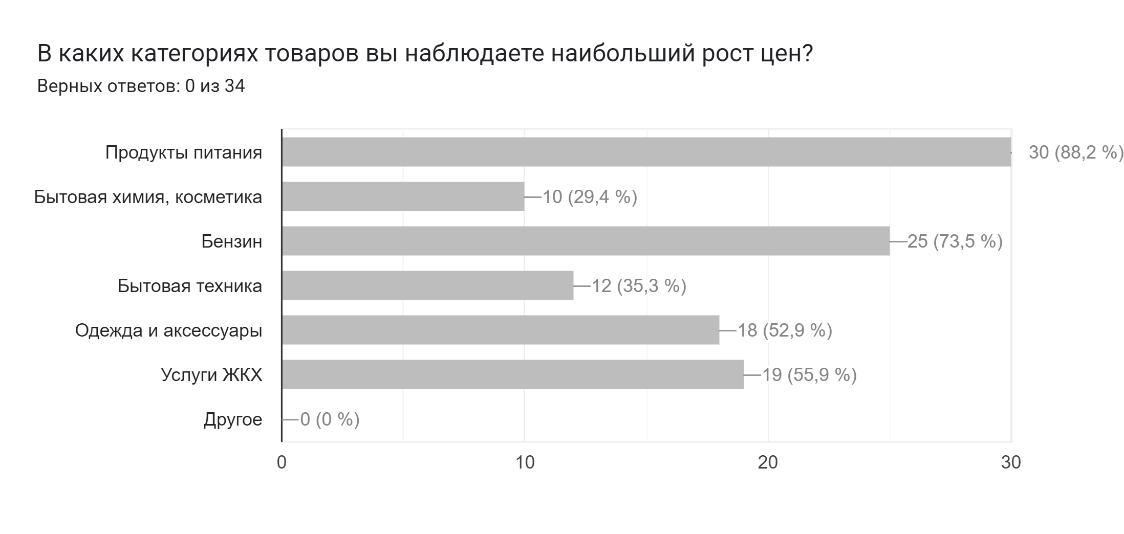 В каких категориях товаров вы наблюдаете наибольший рост цен?
Верных ответов: 0 из 34
Продукты питания 30 (88,2 %)
Бытовая химия, косметика 10 (29,4 %)
Бензин 25 (73,5 %)
Бытовая техника 12 (35,3 %)
Одежда и аксессуары 18 (52,9 %)
Услуги ЖКХ 19 (55,9 %)
Другое 0 (0 %)
0 10 20 30